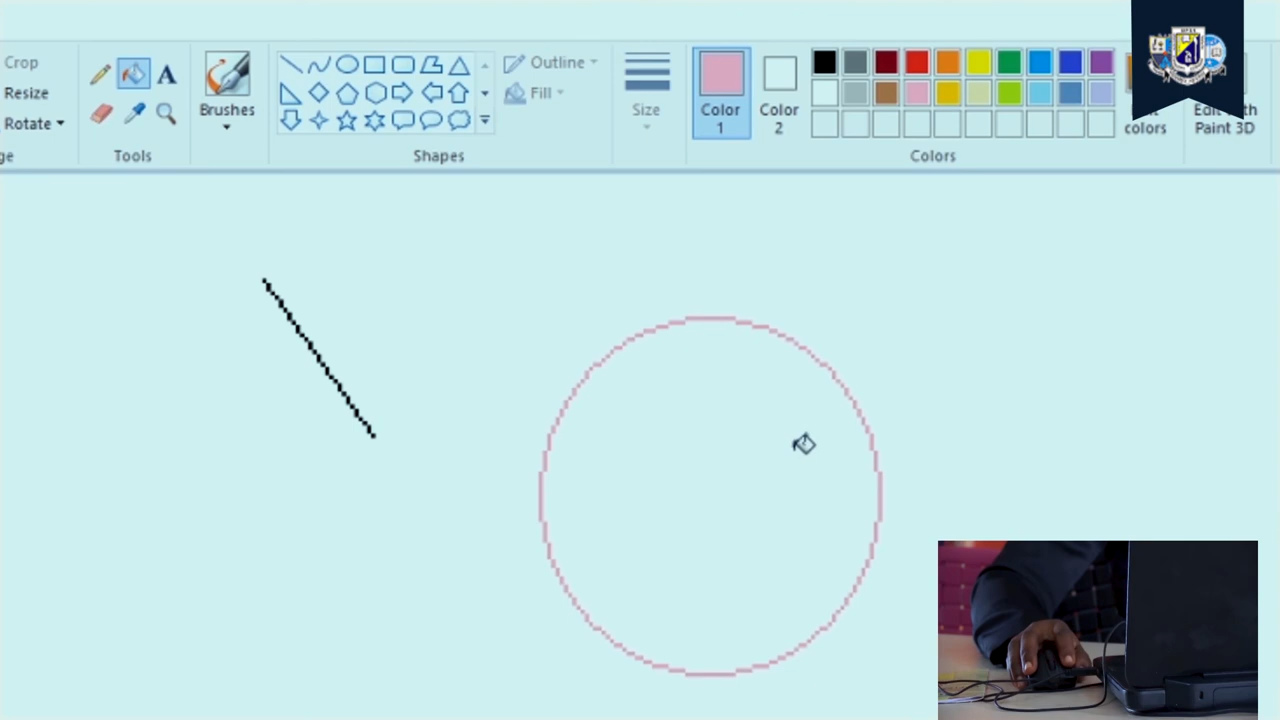 Crop
Resize
Rotate
Tools
A
Brushes
Shapes
Outline
Fill
Size
Color
1
Color
2
Colors
colors
Paint 3D